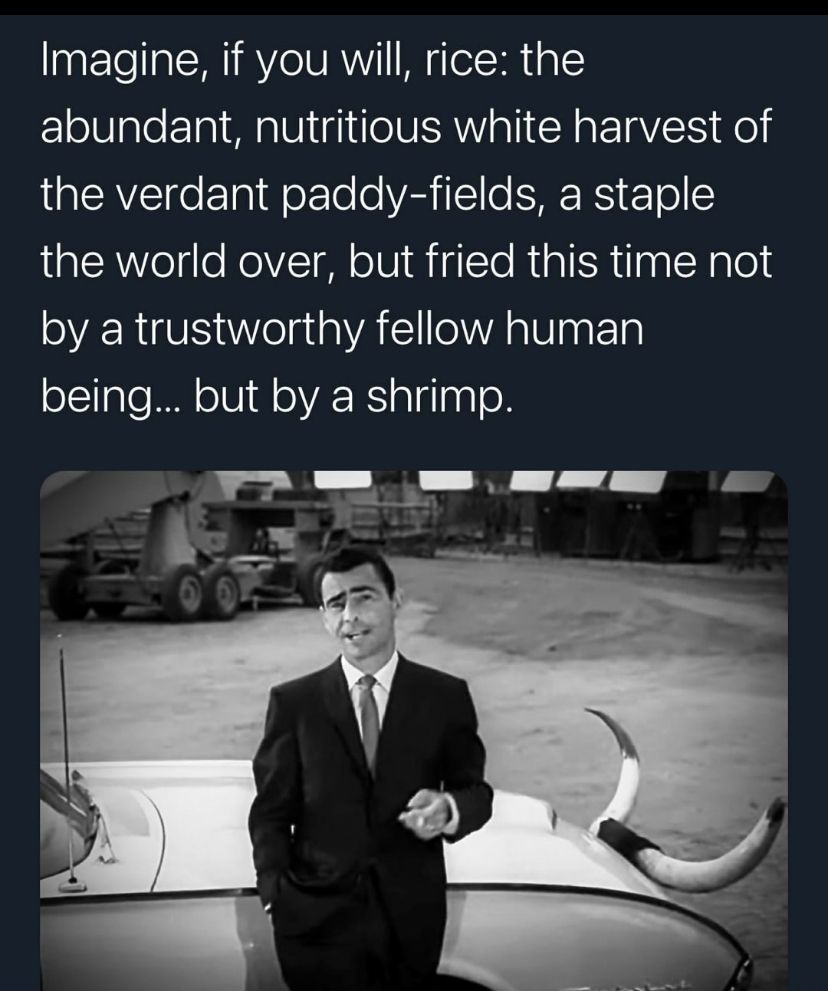 Imagine, if you will, rice: the
abundant, nutritious white harvest of
the verdant paddy-fields, a staple
the world over, but fried this time not
by a trustworthy fellow human
being... but by a shrimp.